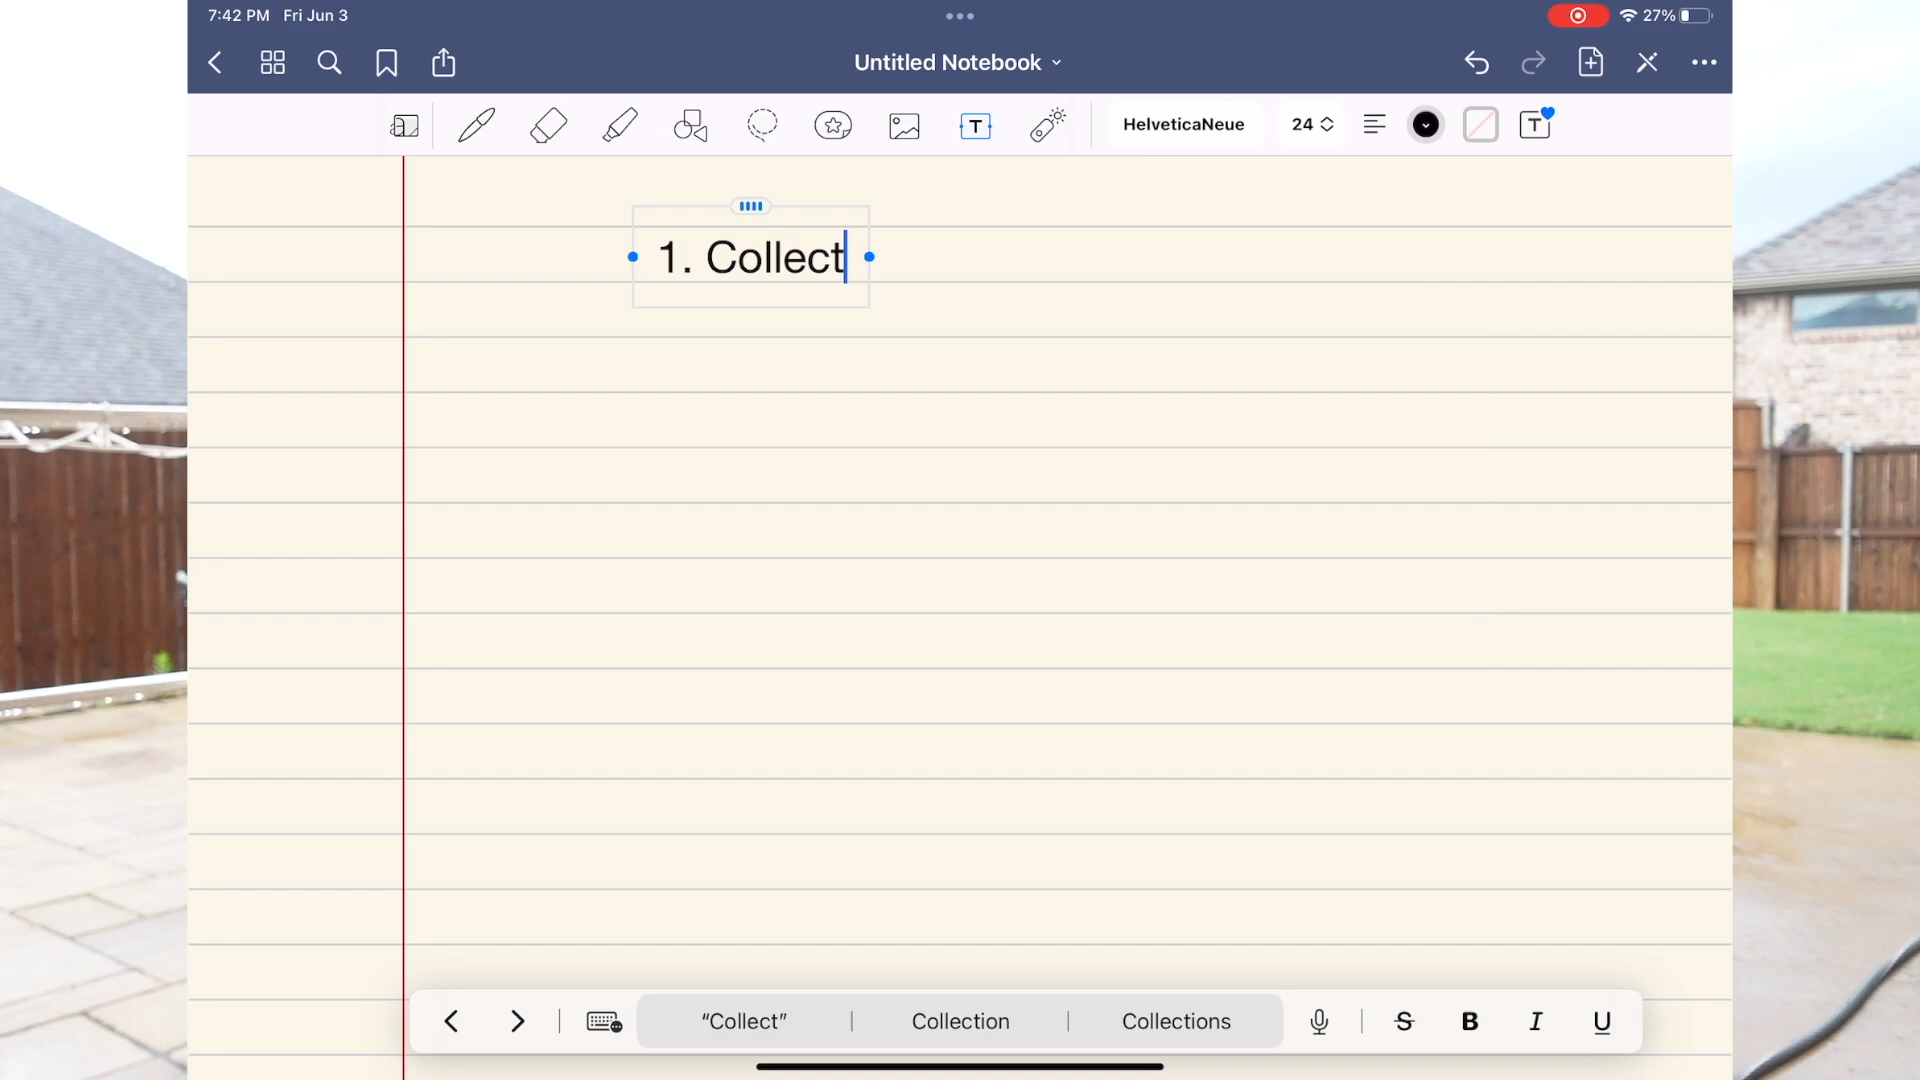 7:42 PM Fri Jun 3
27%
Untitled Notebook
HelveticaNeue
24
1. Collect
“Collect”
Collection
Collections
S
B
I
U